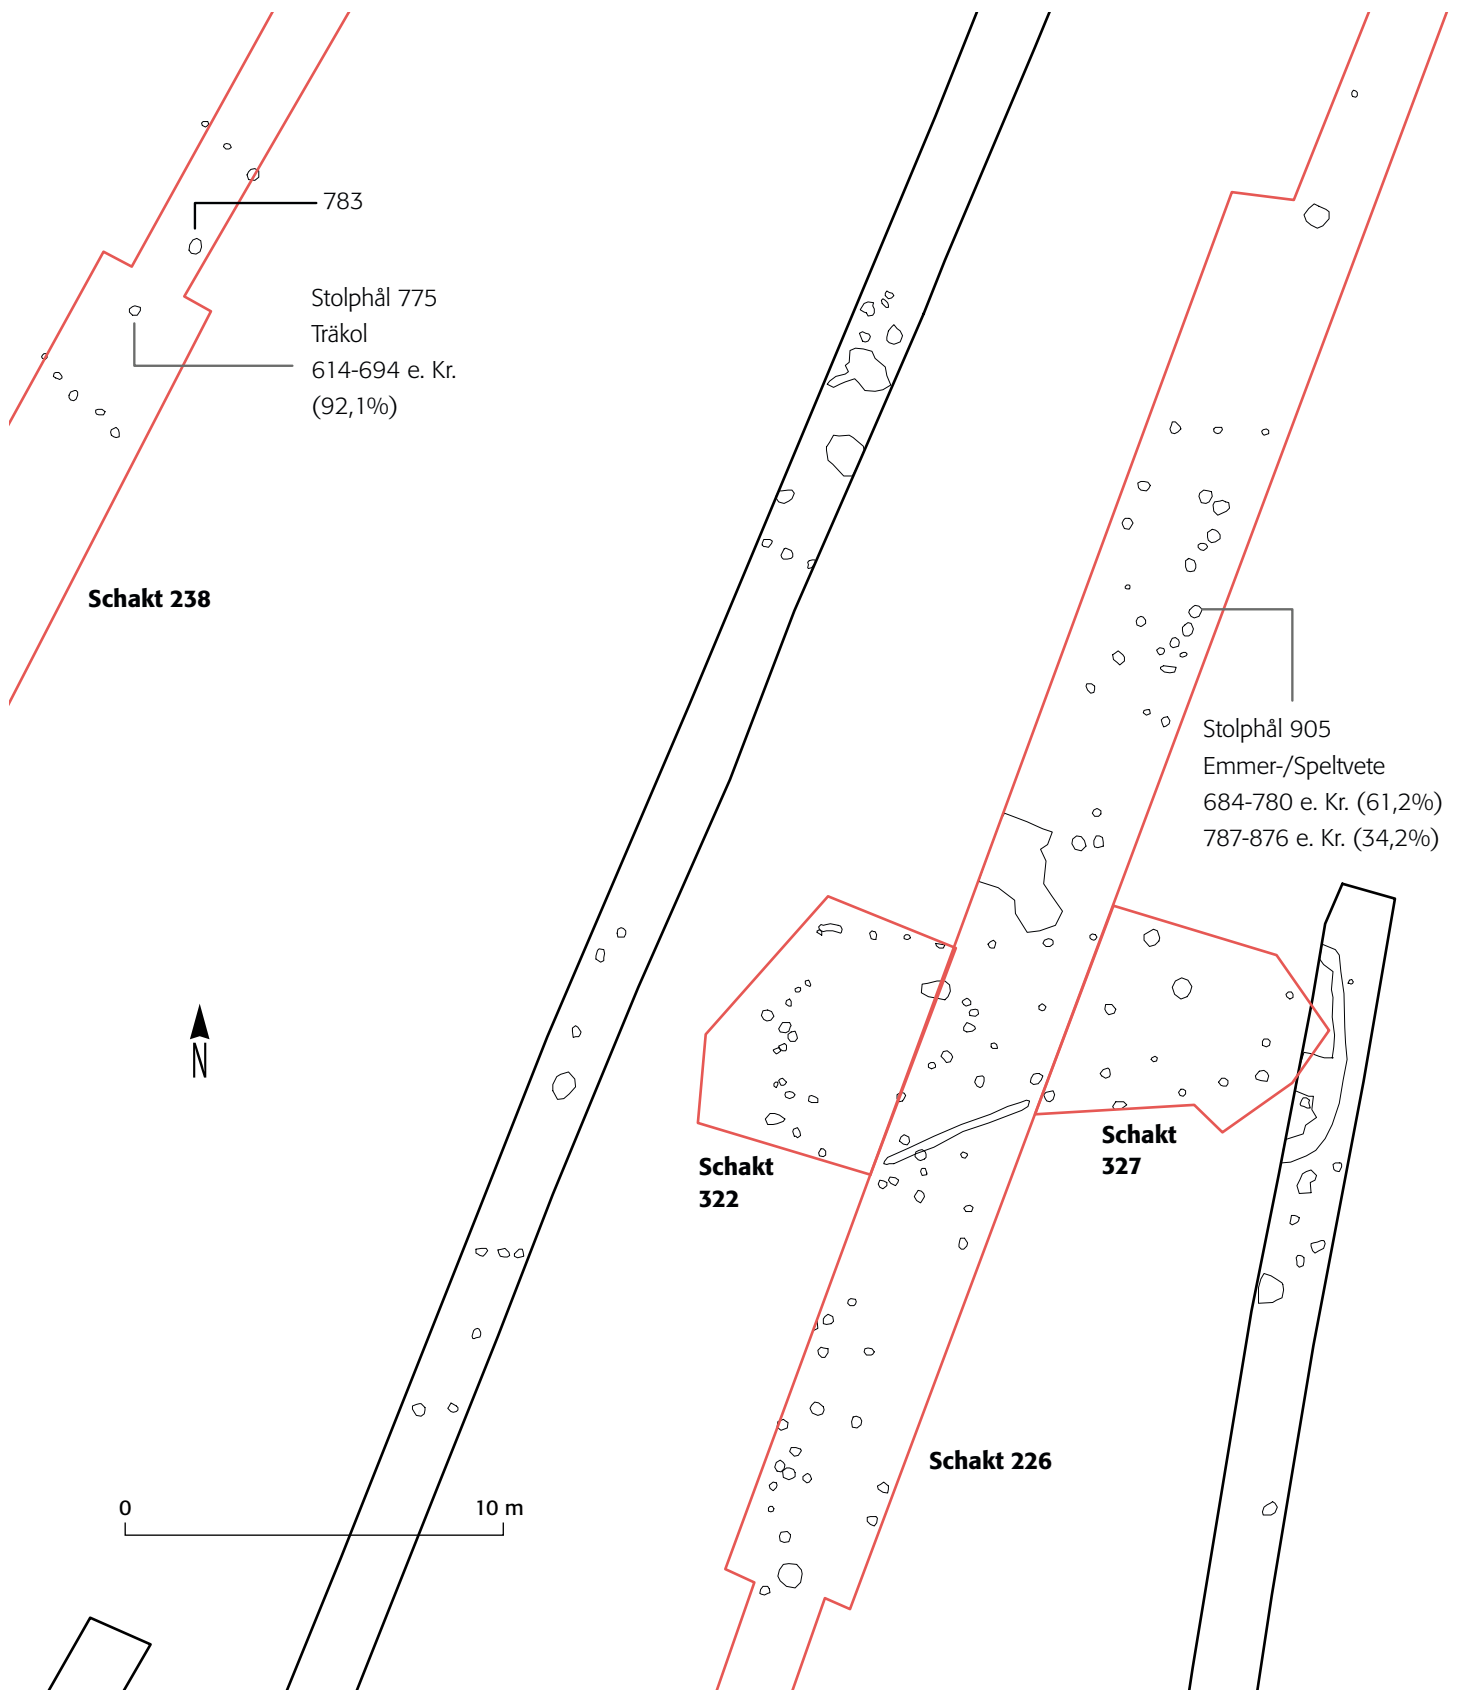 783
Stolphål 775
Träkol
614-694 e. Kr.
(92,1%)
Schakt 238
Stolphål 905
Emmer-/Speltvete
684-780 e. Kr. (61,2%)
787-876 e. Kr. (34,2%)
N
Schakt
327
Schakt
322
Schakt 226
0 10 m